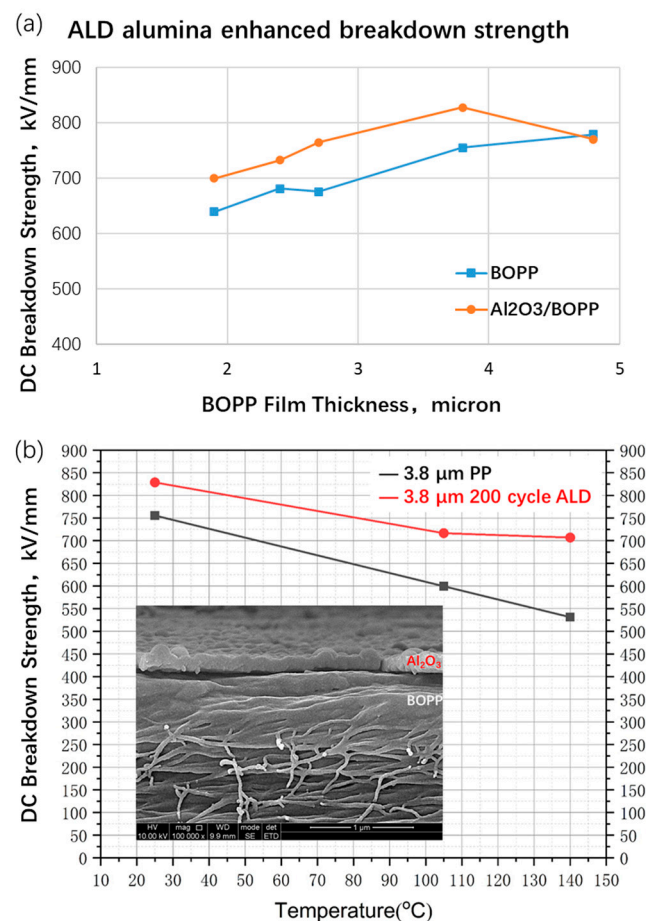 (a) ALD alumina enhanced breakdown strength
DC Breakdown Strength, kV/mm
900
800
700
600
500
400
BOPP
Al2O3/BOPP
1 2 3 4 5
BOPP Film Thickness, micron
(b)
DC Breakdown Strength, kV/mm
900 900
850 850
800 800
750 750
700 700
650 650
600 600
550 550
500 500
450 450
400 400
350 350
300 300
250 250
200 200
150 150
100 100
50 50
0 0
3.8 μm PP
3.8 μm 200 cycle ALD
Al₂O₃
BOPP
HV mag □ WD mode det
10.00 kV 100 000 x 9.9 mm SE ETD
1 μm
10 20 30 40 50 60 70 80 90 100 110 120 130 140 150
Temperature(°C)